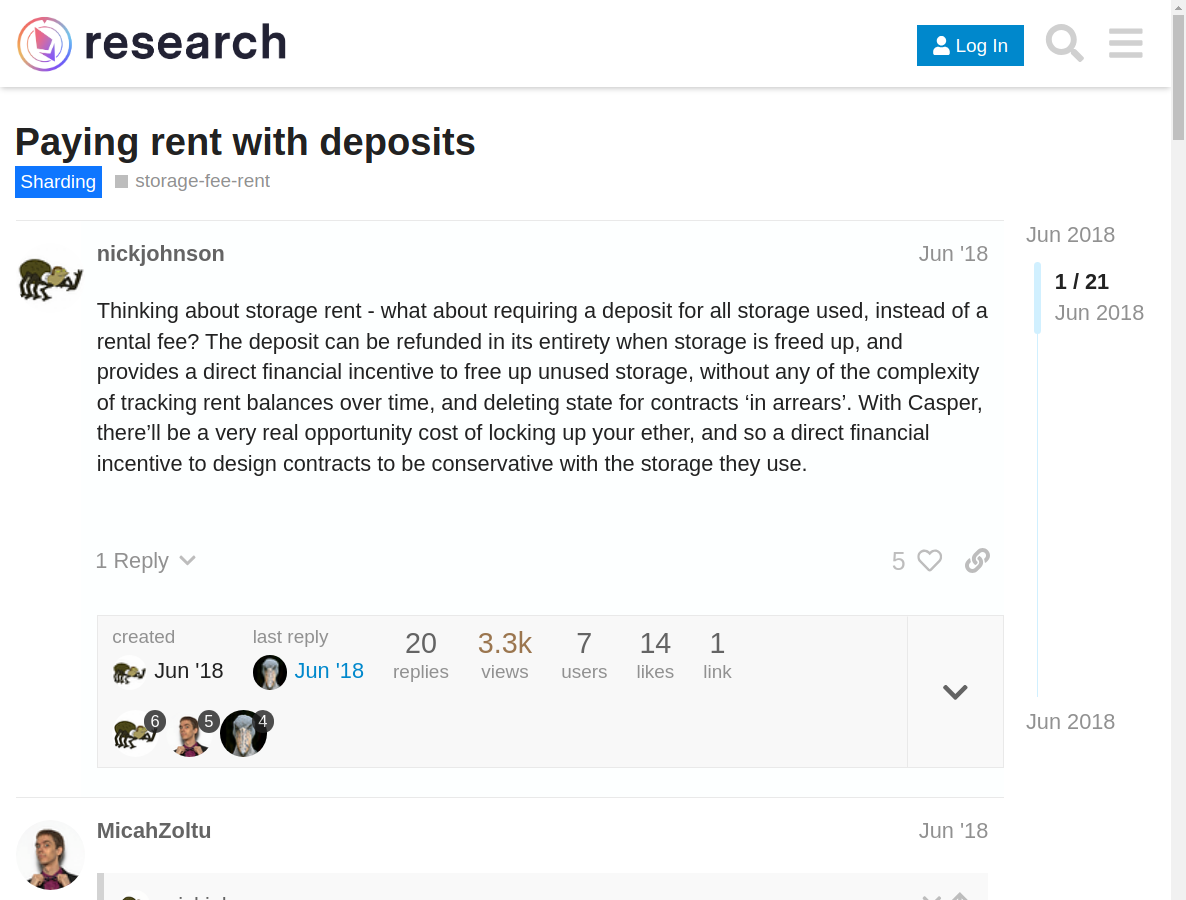 research
Log In
Paying rent with deposits
Sharding
storage-fee-rent
nickjohnson
Jun '18
Jun 2018
1 / 21
Jun 2018
Thinking about storage rent - what about requiring a deposit for all storage used, instead of a
rental fee? The deposit can be refunded in its entirety when storage is freed up, and
provides a direct financial incentive to free up unused storage, without any of the complexity
of tracking rent balances over time, and deleting state for contracts ‘in arrears’. With Casper,
there’ll be a very real opportunity cost of locking up your ether, and so a direct financial
incentive to design contracts to be conservative with the storage they use.
1 Reply
5
created
last reply
20
3.3k
7
14
1
Jun '18
Jun '18
replies
views
users
likes
link
6
5
4
Jun 2018
MicahZoltu
Jun '18